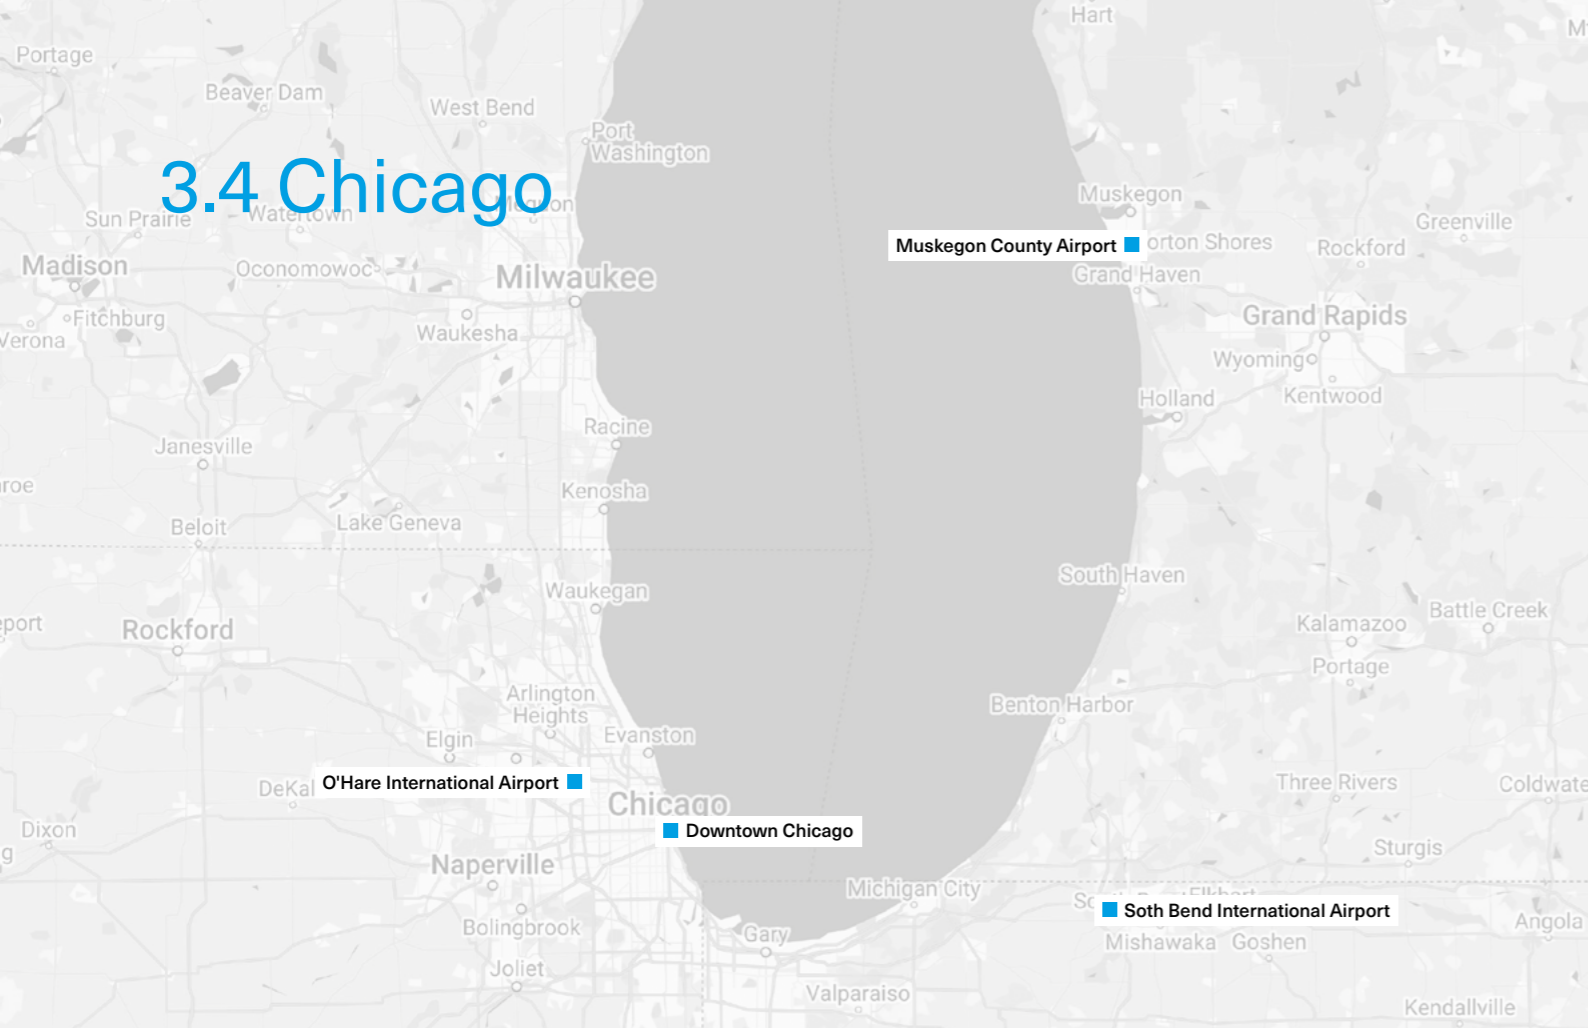 Hart
Portage
Beaver Dam
West Bend
Port
Washington
3.4 Chicago
Muskegon
Sun Prairie
Watertown
Greenville
Muskegon County Airport
orton Shores
Rockford
Madison
Oconomowoc
Milwaukee
Grand Haven
Fitchburg
Grand Rapids
Verona
Waukesha
Wyoming
Holland
Kentwood
Racine
Janesville
roe
Kenosha
Beloit
Lake Geneva
South Haven
Waukegan
Battle Creek
port
Rockford
Kalamazoo
Portage
Arlington
Heights
Benton Harbor
Evanston
Elgin
O'Hare International Airport
DeKal
Three Rivers
Coldwate
Chicago
Downtown Chicago
Dixon
Sturgis
g
Naperville
Michigan City
Elkhart
Soth Bend International Airport
Bolingbrook
Gary
Mishawaka
Goshen
Angola
Joliet
Valparaiso
Kendallville